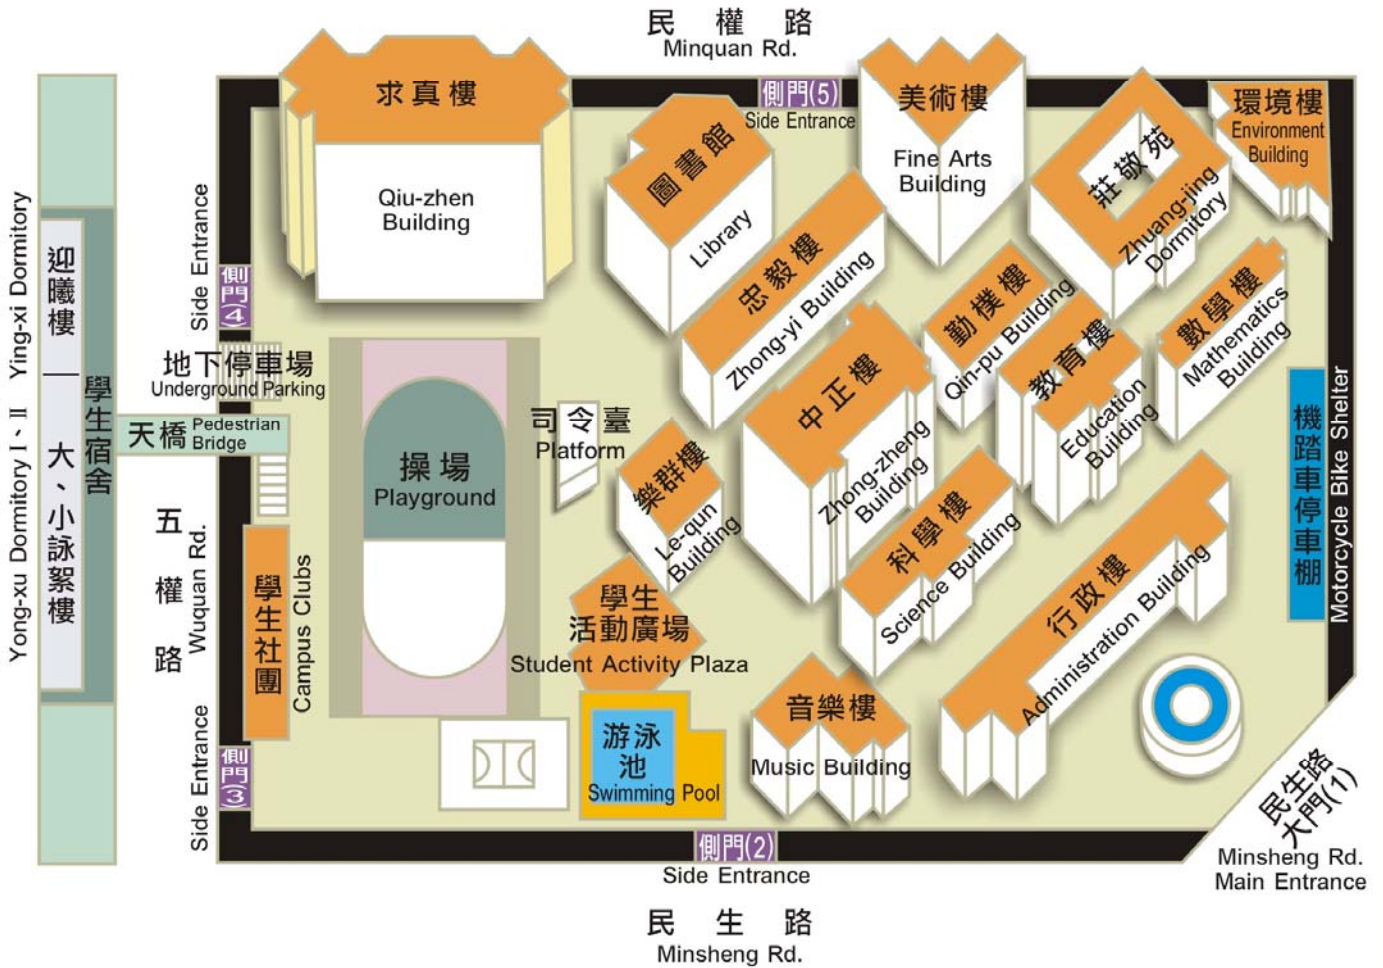 民 權 路
Minquan Rd.
求真樓
Qiu-zhen
Building
側門(5)
Side Entrance
圖書館
Library
美術樓
Fine Arts
Building
莊敬苑
Zhuang-jing
Dormitory
環境樓
Environment
Building
忠毅樓
Zhong-yi Building
勤樸樓
Qin-pu Building
數學樓
Mathematics
Building
教育樓
Education
Building
中正樓
Zhong-zheng
Building
Side Entrance
側門(4)
地下停車場
Underground Parking
天橋
Pedestrian
Bridge
Ying-xi Dormitory
迎曦樓
Yong-xu Dormitory I、II
大、小詠絮樓
學生宿舍
五權路
Wuquan Rd.
操場
Playground
司令臺
Platform
樂群樓
Le-qun
Building
科學樓
Science Building
行政樓
Administration Building
機踏車停車棚
Motorcycle Bike Shelter
學生社團
Campus Clubs
學生
活動廣場
Student Activity Plaza
游泳
池
Swimming Pool
音樂樓
Music Building
Side Entrance
側門(3)
側門(2)
Side Entrance
民生路
大門(1)
Minsheng Rd.
Main Entrance
民 生 路
Minsheng Rd.